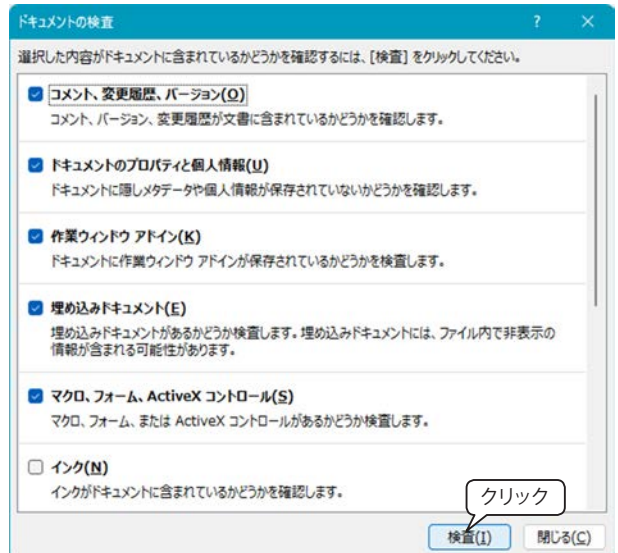 ドキュメントの検査
?
×
選択した内容がドキュメントに含まれているかどうかを確認するには、[検査] をクリックしてください。
コメント、変更履歴、バージョン(O)
コメント、バージョン、変更履歴が文書に含まれているかどうかを確認します。
ドキュメントのプロパティと個人情報(U)
ドキュメントに隠しメタデータや個人情報が保存されていないかどうかを確認します。
作業ウィンドウ アドイン(K)
ドキュメントに作業ウィンドウ アドインが保存されているかどうかを検査します。
埋め込みドキュメント(E)
埋め込みドキュメントがあるかどうか検査します。埋め込みドキュメントには、ファイル内で非表示の
情報が含まれる可能性があります。
マクロ、フォーム、ActiveX コントロール(S)
マクロ、フォーム、または ActiveX コントロールがあるかどうか検査します。
インク(N)
インクがドキュメントに含まれているかどうかを確認します。
クリック
検査(I)
閉じる(C)